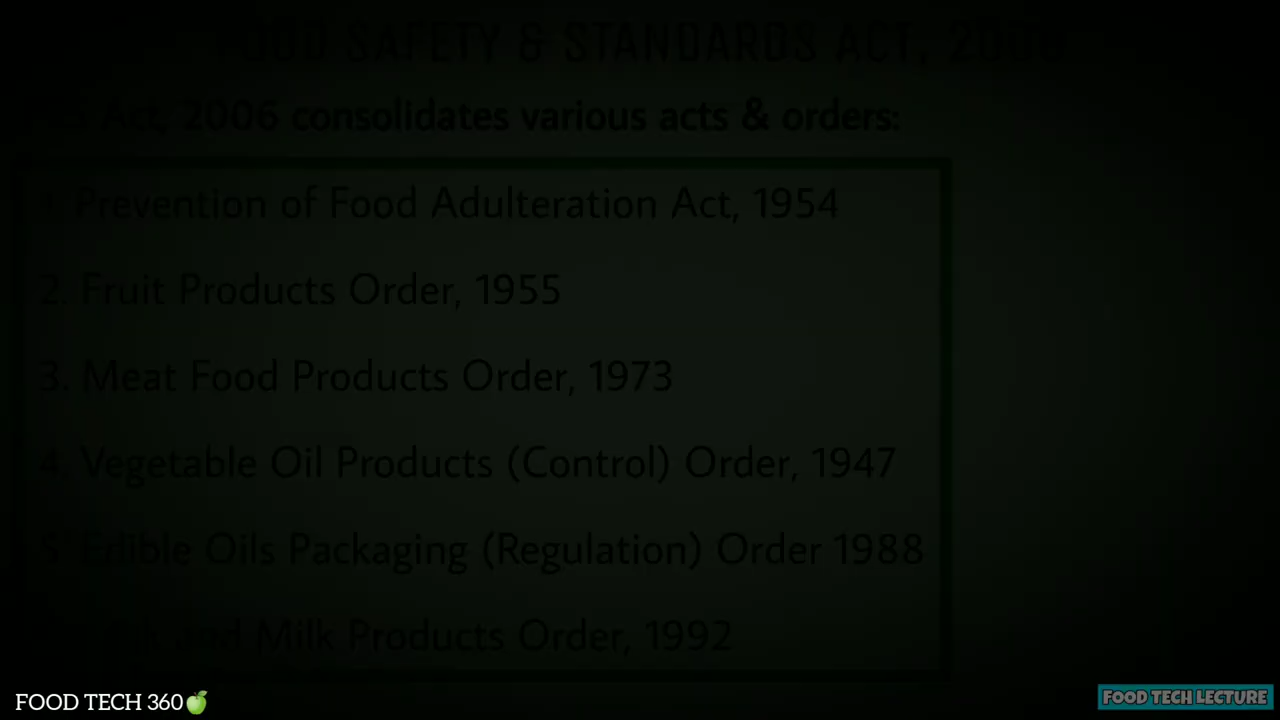 FOOD SAFETY & STANDARDS ACT, 2006
Act, 2006 consolidates various acts & orders:
1. Prevention of Food Adulteration Act, 1954
2. Fruit Products Order, 1955
3. Meat Food Products Order, 1973
4. Vegetable Oil Products (Control) Order, 1947
5. Edible Oils Packaging (Regulation) Order 1988
and Milk Products Order, 1992
FOOD TECH 360🍏
FOOD TECH LECTURE